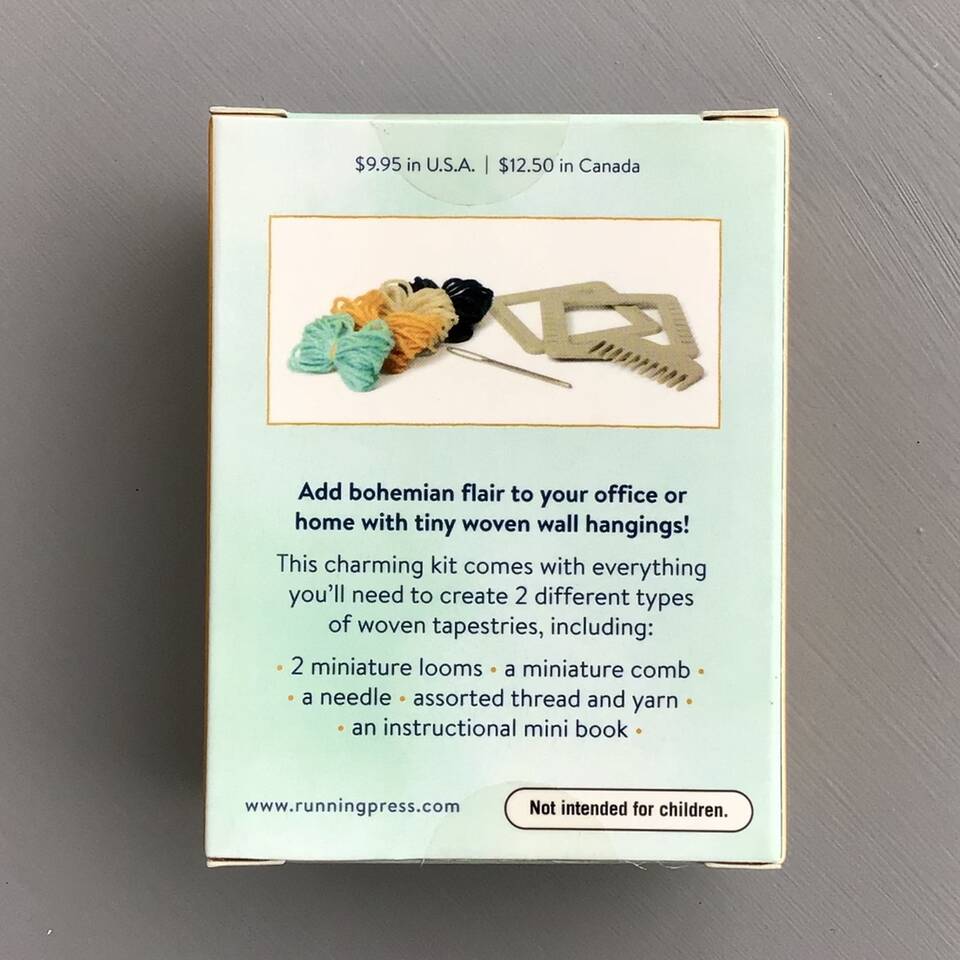 $9.95 in U.S.A. | $12.50 in Canada
Add bohemian flair to your office or
home with tiny woven wall hangings!
This charming kit comes with everything
you'll need to create 2 different types
of woven tapestries, including:
• 2 miniature looms • a miniature comb •
• a needle • assorted thread and yarn •
• an instructional mini book •
www.runningpress.com
Not intended for children.